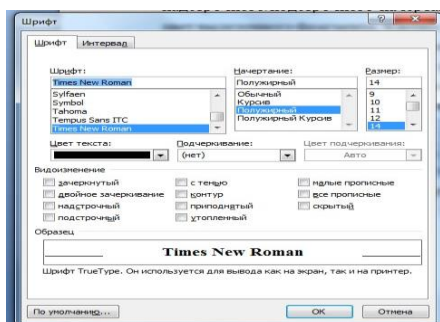 Шрифт
Шрифт Интервал
Шрифт: Начертание: Размер:
Times New Roman Полужирный 14
Sylfaen Обычный 9
Symbol Курсив 10
Tahoma Полужирный 11
Tempus Sans ITC Полужирный Курсив 12
Times New Roman 14
Цвет текста: Подчеркивание: Цвет подчеркивания:
(нет) Авто
Видоизменение
зачеркнутый с тенью малые прописные
двойное зачеркивание контур все прописные
надстрочный приподнятый скрытый
подстрочный утопленный
Образец
Times New Roman
Шрифт TrueType. Он используется для вывода как на экран, так и на принтер.
По умолчанию... ОК Отмена